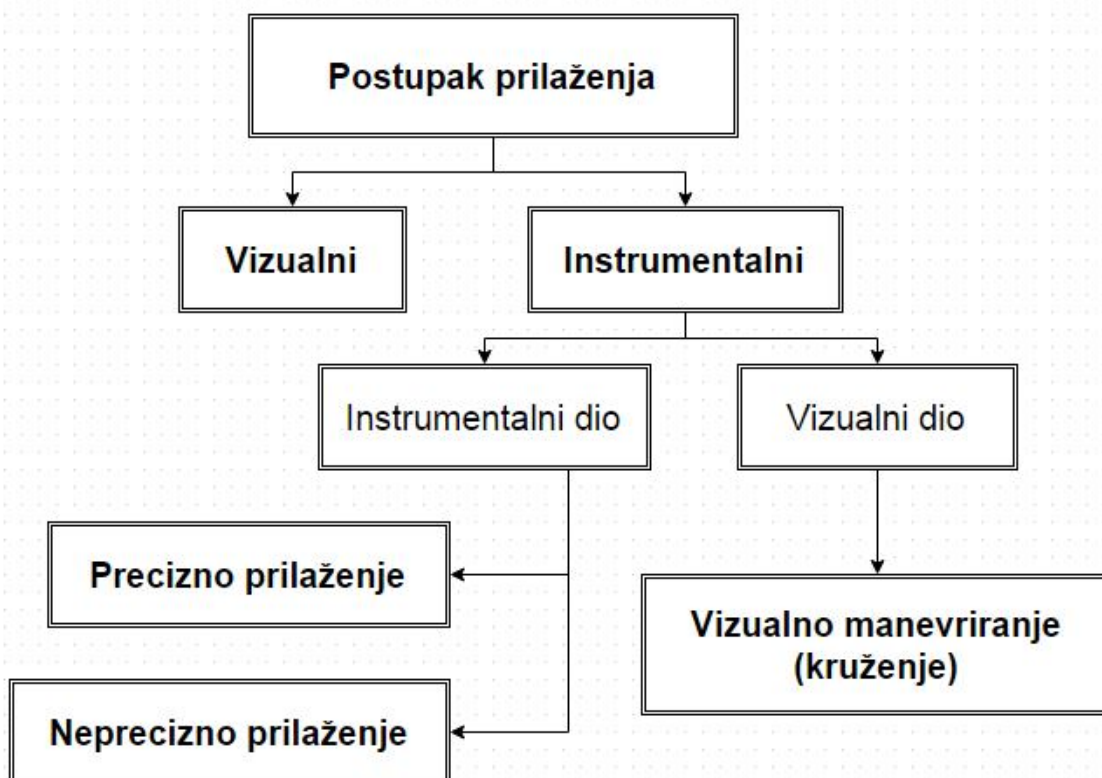 Postupak prilaženja
Vizualni
Instrumentalni
Instrumentalni dio
Vizualni dio
Precizno prilaženje
Vizualno manevriranje
(kruženje)
Neprecizno prilaženje